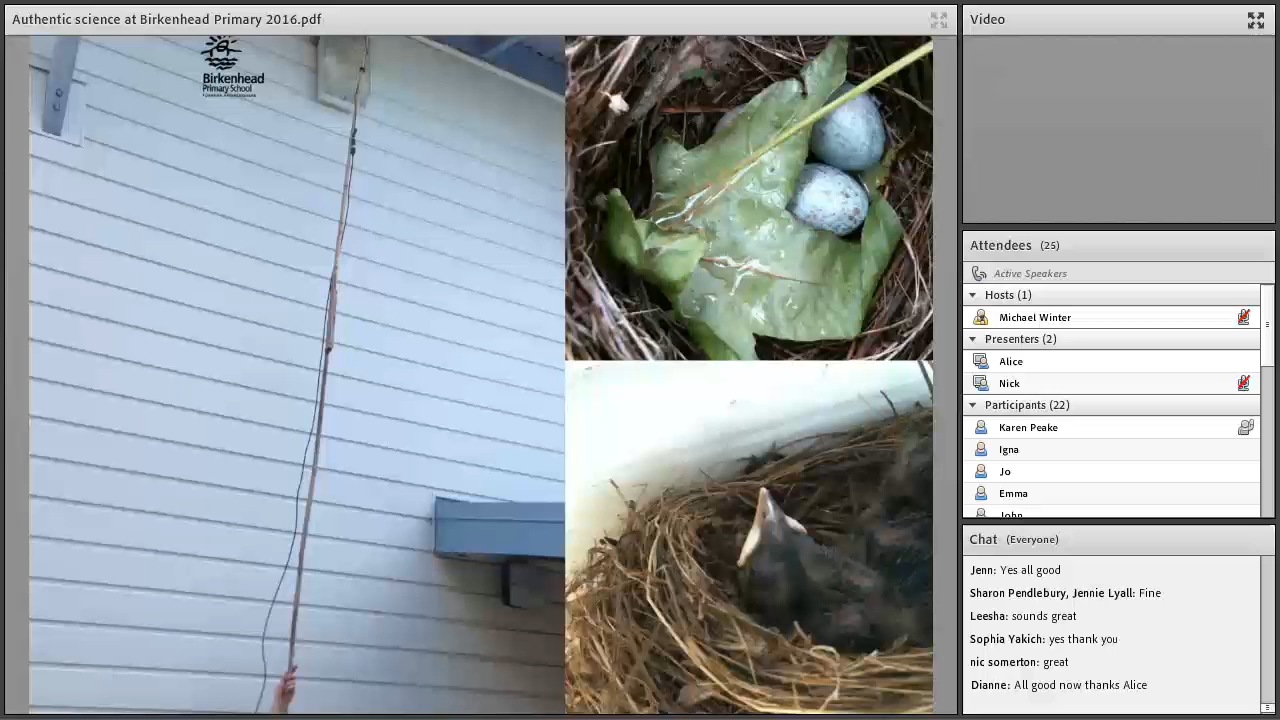 Authentic science at Birkenhead Primary 2016.pdf
Birkenhead
Primary School
Video
Attendees (25)
Active Speakers
Hosts (1)
Michael Winter
Presenters (2)
Alice
Nick
Participants (22)
Karen Peake
Igna
Jo
Emma
John
Chat (Everyone)
Jenn: Yes all good
Sharon Pendlebury, Jennie Lyall: Fine
Leesha: sounds great
Sophia Yakich: yes thank you
nic somerton: great
Dianne: All good now thanks Alice